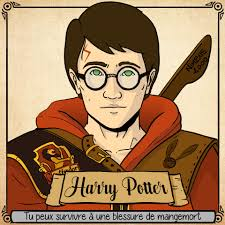 Harry Potter
Tu peux survivre à une blessure de mangemort